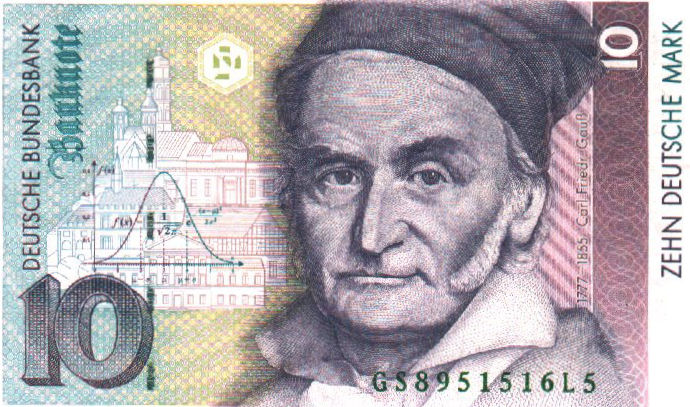 DEUTSCHE BUNDESBANK
Banknote
10
ZEHN DEUTSCHE MARK
1777–1855 Carl Friedr. Gauß
f(x)
f(x)
10
GS8951516L5